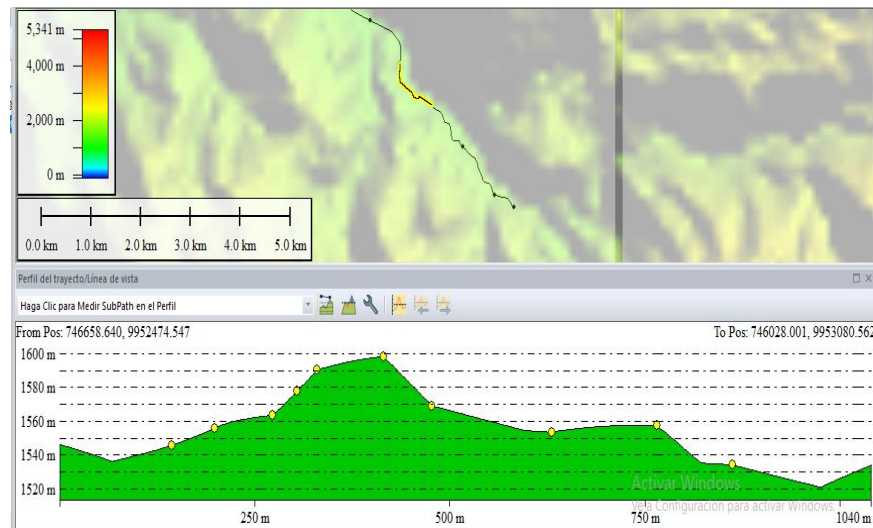 5,341 m
4,000 m
2,000 m
0 m
0.0 km 1.0 km 2.0 km 3.0 km 4.0 km 5.0 km
Perfil del trayecto/Línea de vista
Haga Clic para Medir SubPath en el Perfil
From Pos: 746658.640, 9952474.547 To Pos: 746028.001, 9953080.562
1600 m
1580 m
1560 m
1540 m
1520 m
Activar Windows
Ve a Configuración para activar Windows.
250 m 500 m 750 m 1040 m